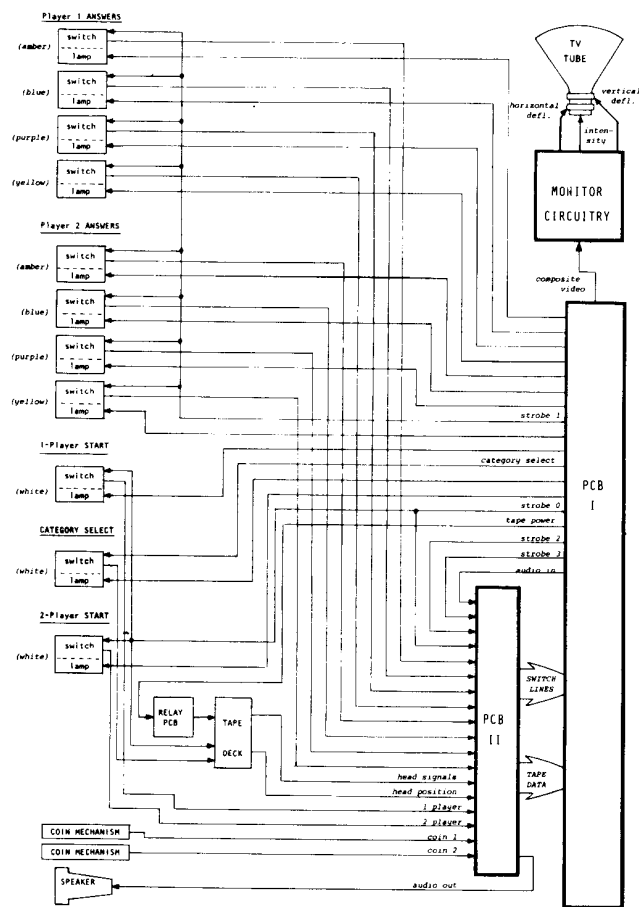 Player 1 ANSWERS
(amber)
switch
lamp
(blue)
switch
lamp
(purple)
switch
lamp
(yellow)
switch
lamp
Player 2 ANSWERS
(amber)
switch
lamp
(blue)
switch
lamp
(purple)
switch
lamp
(yellow)
switch
lamp
1-Player START
(white)
switch
lamp
CATEGORY SELECT
(white)
switch
lamp
2-Player START
(white)
switch
lamp
RELAY
PCB
TAPE
DECK
COIN MECHANISM
COIN MECHANISM
SPEAKER
TV
TUBE
horizontal
defl.
vertical
defl.
inten-
sity
MONITOR
CIRCUITRY
composite
video
strobe 1
category select
strobe 0
tape power
strobe 2
strobe 3
audio in
PCB
I
PCB
II
SWITCH
LINES
TAPE
DATA
head signals
head position
1 player
2 player
coin 1
coin 2
audio out